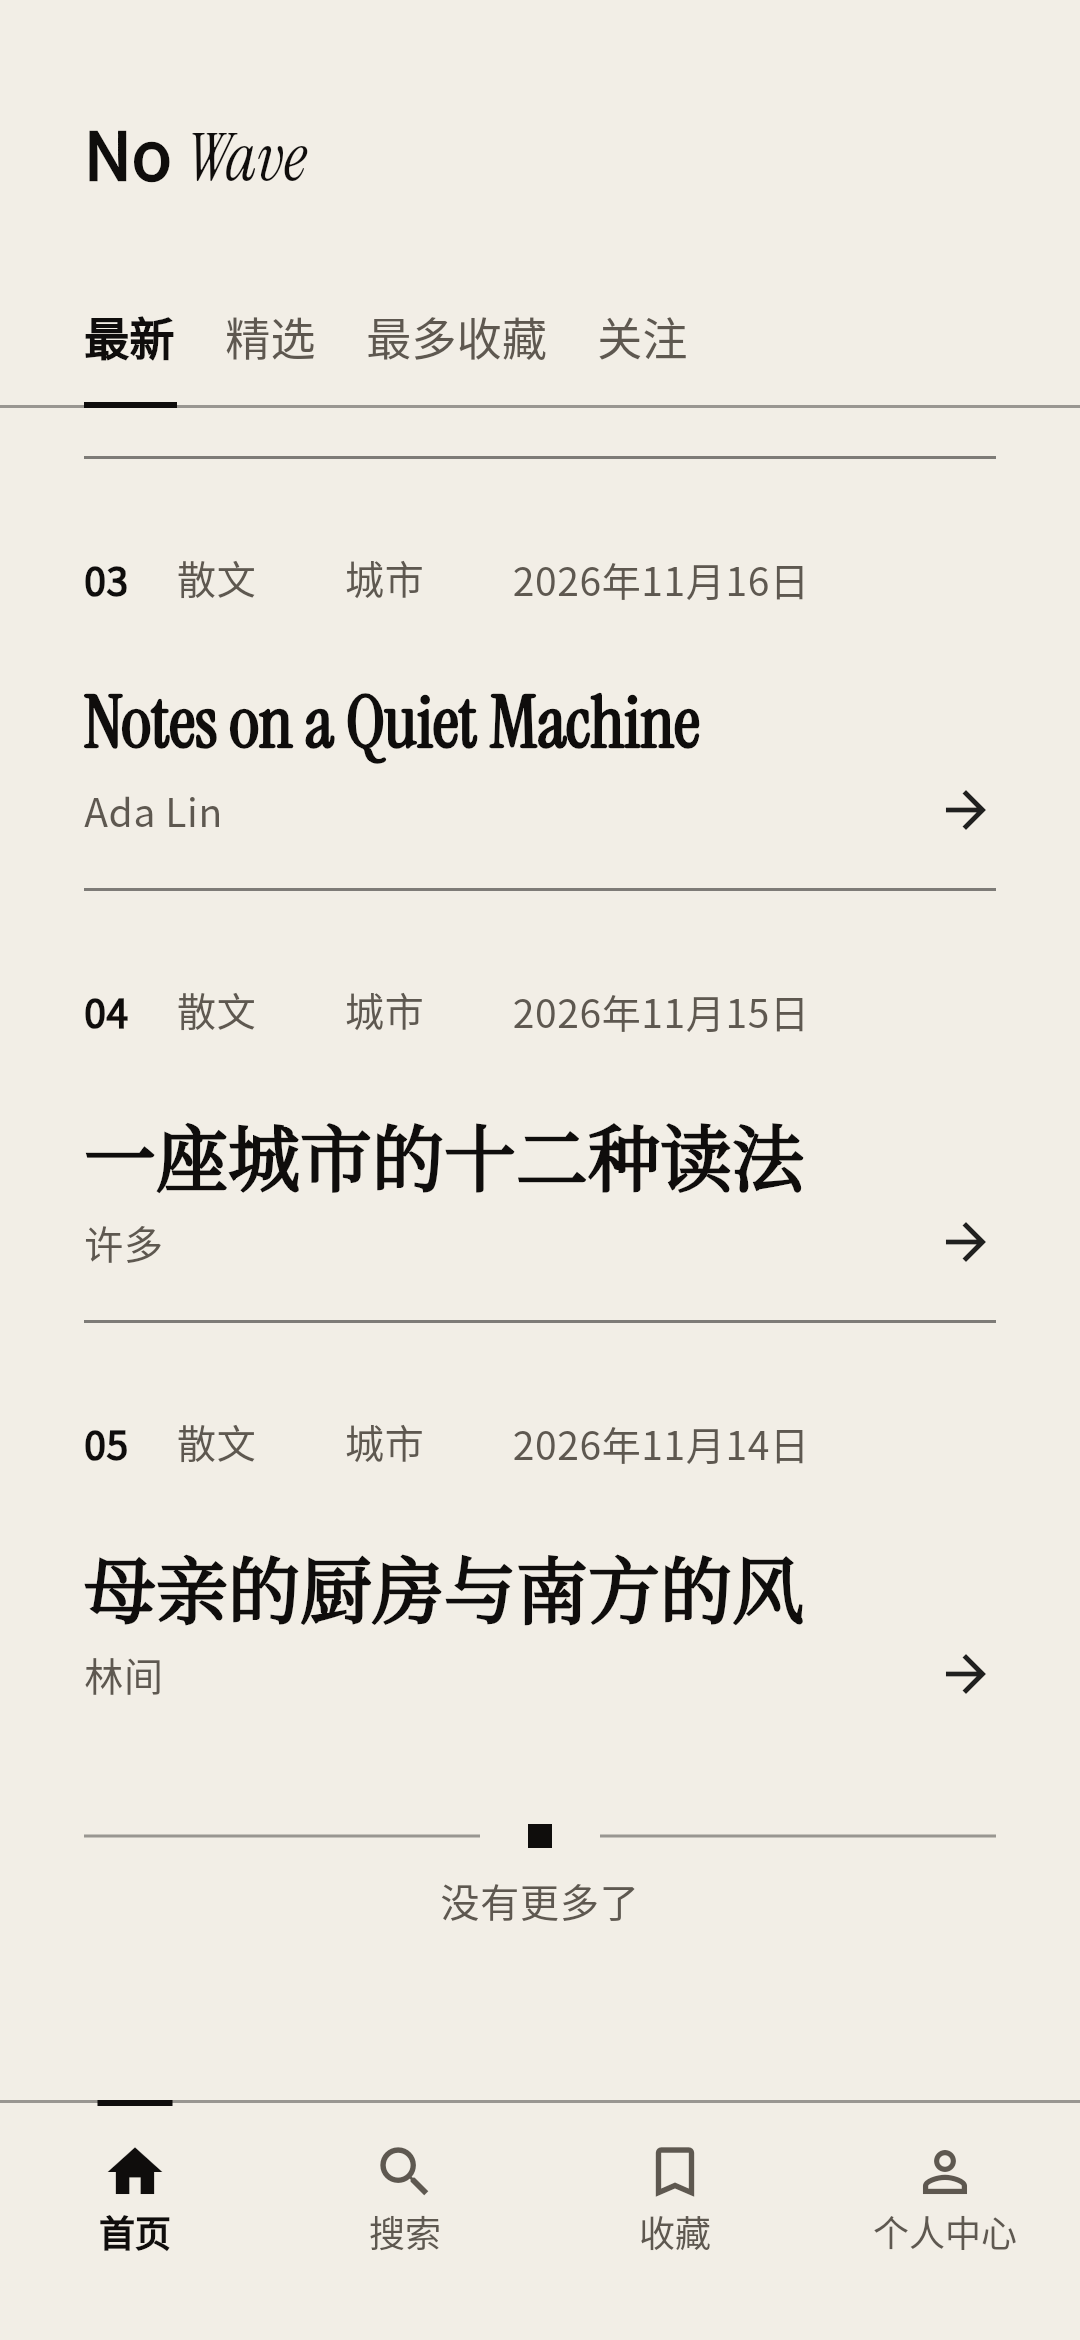 No Wave
最新 精选 最多收藏 关注
03 散文 城市 2026年11月16日
Notes on a Quiet Machine
Ada Lin
04 散文 城市 2026年11月15日
一座城市的十二种读法
许多
05 散文 城市 2026年11月14日
母亲的厨房与南方的风
林间
没有更多了
首页 搜索 收藏 个人中心